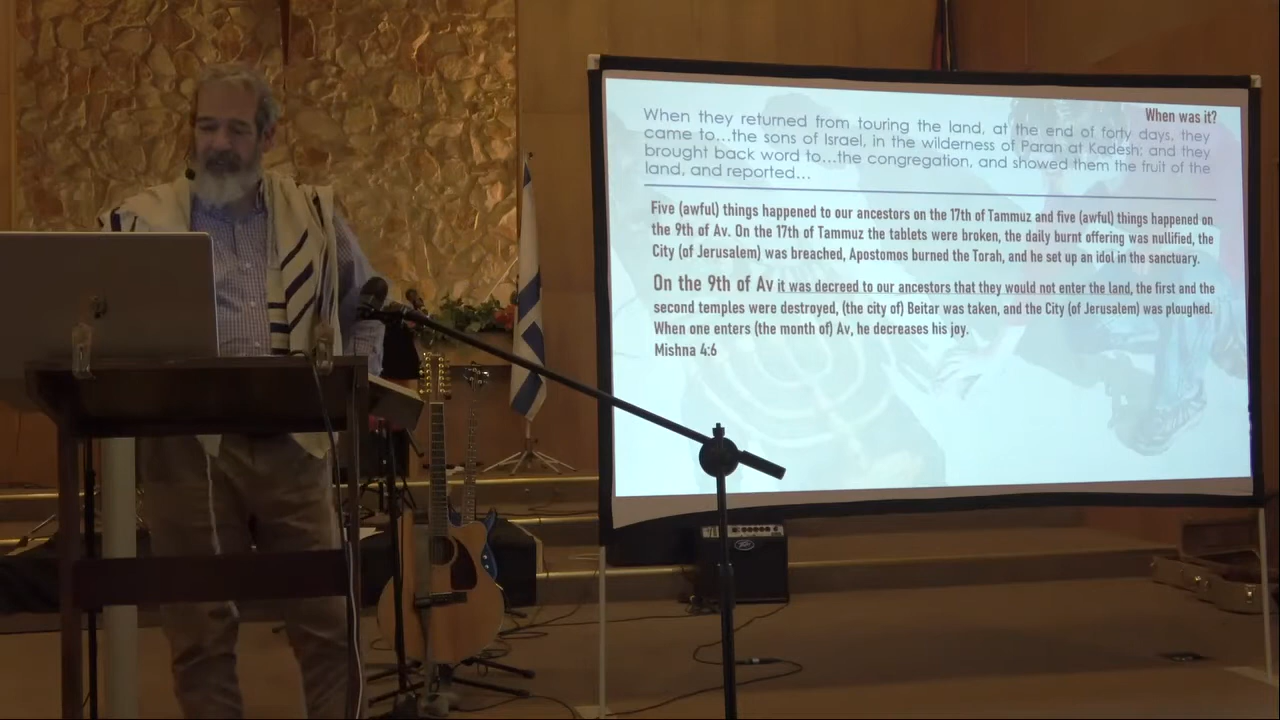 When was it?
When they returned from touring the land, at the end of forty days, they
came to...the sons of Israel, in the wilderness of Paran at Kadesh; and they
brought back word to...the congregation, and showed them the fruit of the
land, and reported...
Five (awful) things happened to our ancestors on the 17th of Tammuz and five (awful) things happened on
the 9th of Av. On the 17th of Tammuz the tablets were broken, the daily burnt offering was nullified, the
City (of Jerusalem) was breached, Apostomos burned the Torah, and he set up an idol in the sanctuary.
On the 9th of Av it was decreed to our ancestors that they would not enter the land, the first and the
second temples were destroyed, (the city of) Beitar was taken, and the City (of Jerusalem) was ploughed.
When one enters (the month of) Av, he decreases his joy.
Mishna 4:6